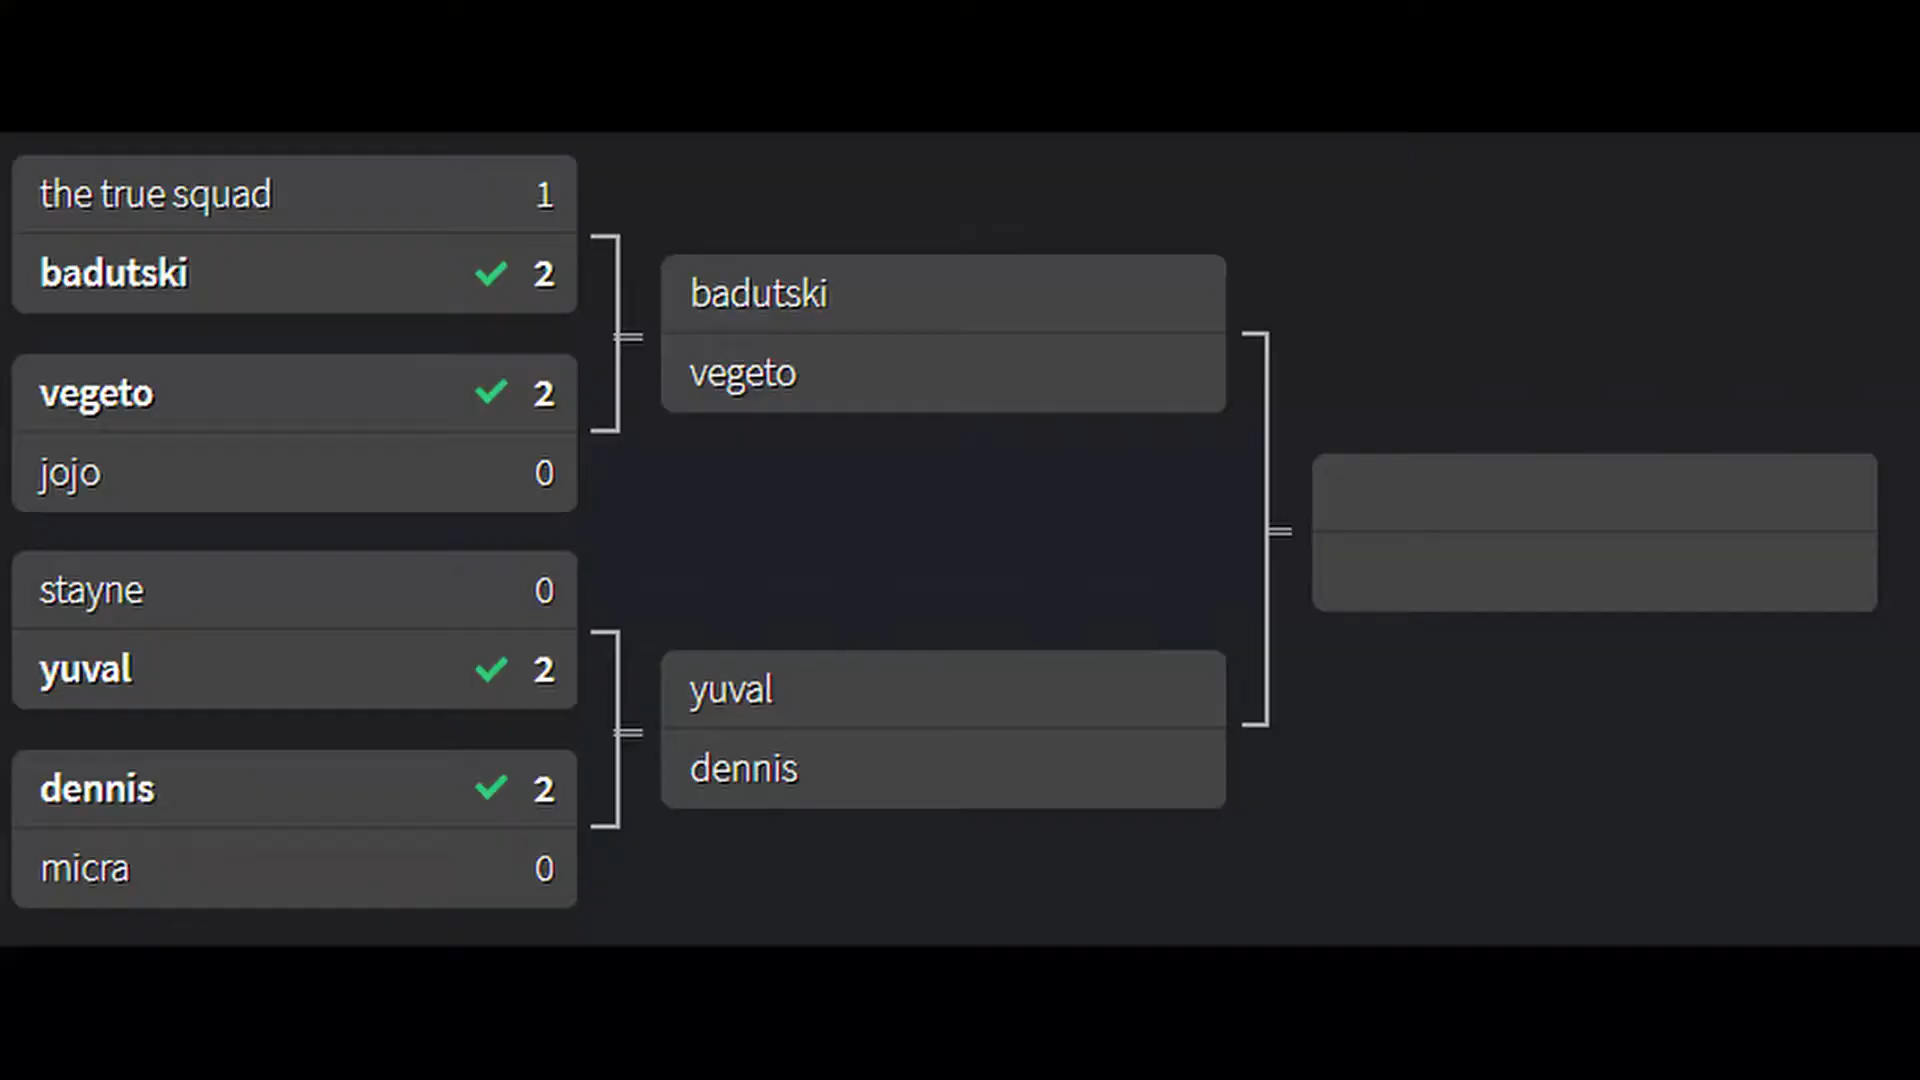 the true squad 1
badutski 2
vegeto 2
jojo 0
stayne 0
yuval 2
dennis 2
micra 0
badutski
vegeto
yuval
dennis